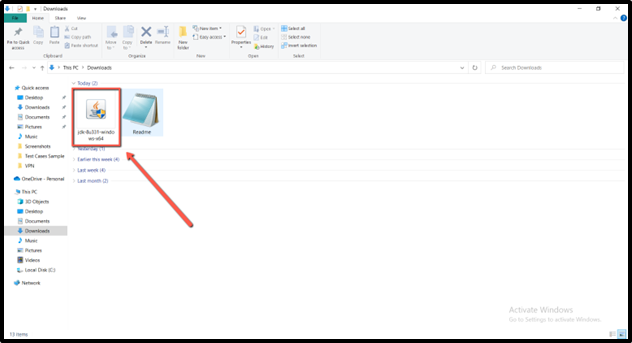 Downloads
File Home Share View
Pin to Quick access
Copy
Paste
Cut
Copy path
Paste shortcut
Move to
Copy to
Delete
Rename
New folder
New item
Easy access
Properties
Open
Edit
History
Select all
Select none
Invert selection
Clipboard
Organize
New
Open
Select
This PC > Downloads
Search Downloads
Quick access
Desktop
Downloads
Documents
Pictures
Music
Screenshots
Test Cases Sample
VPN
OneDrive - Personal
This PC
3D Objects
Desktop
Documents
Downloads
Music
Pictures
Videos
Local Disk (C:)
Network
Today (2)
jdk-8u333-windo
ws-x64
Readme
Yesterday (1)
Earlier this week (4)
Last week (4)
Last month (2)
Activate Windows
Go to Settings to activate Windows.
13 items